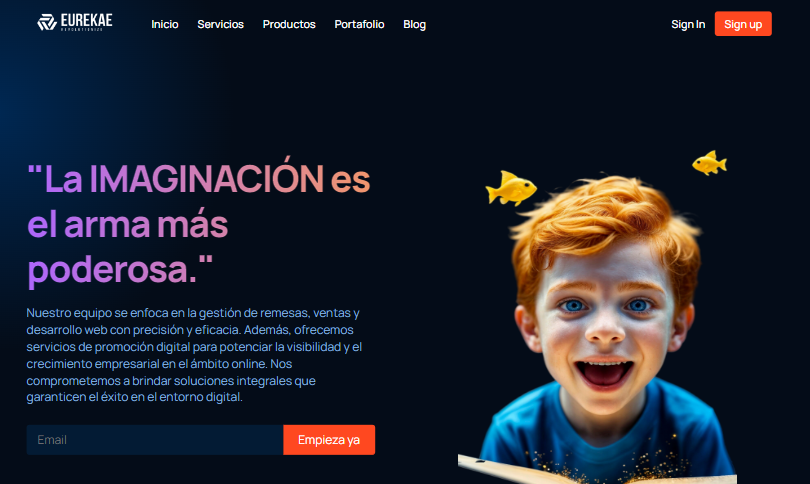 EUREKAE
Inicio Servicios Productos Portafolio Blog Sign In Sign up
"La IMAGINACIÓN es
el arma más
poderosa."
Nuestro equipo se enfoca en la gestión de remesas, ventas y
desarrollo web con precisión y eficacia. Además, ofrecemos
servicios de promoción digital para potenciar la visibilidad y el
crecimiento empresarial en el ámbito online. Nos
comprometemos a brindar soluciones integrales que
garanticen el éxito en el entorno digital.
Email Empieza ya